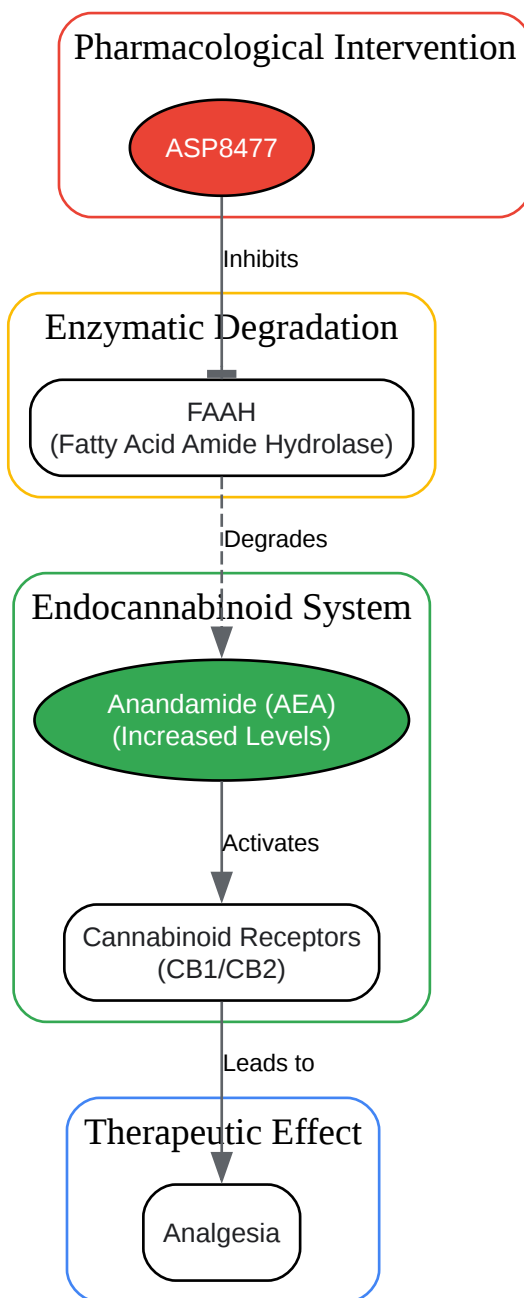 Pharmacological Intervention
ASP8477
Inhibits
Enzymatic Degradation
FAAH
(Fatty Acid Amide Hydrolase)
Degrades
Endocannabinoid System
Anandamide (AEA)
(Increased Levels)
Activates
Cannabinoid Receptors
(CB1/CB2)
Leads to
Therapeutic Effect
Analgesia